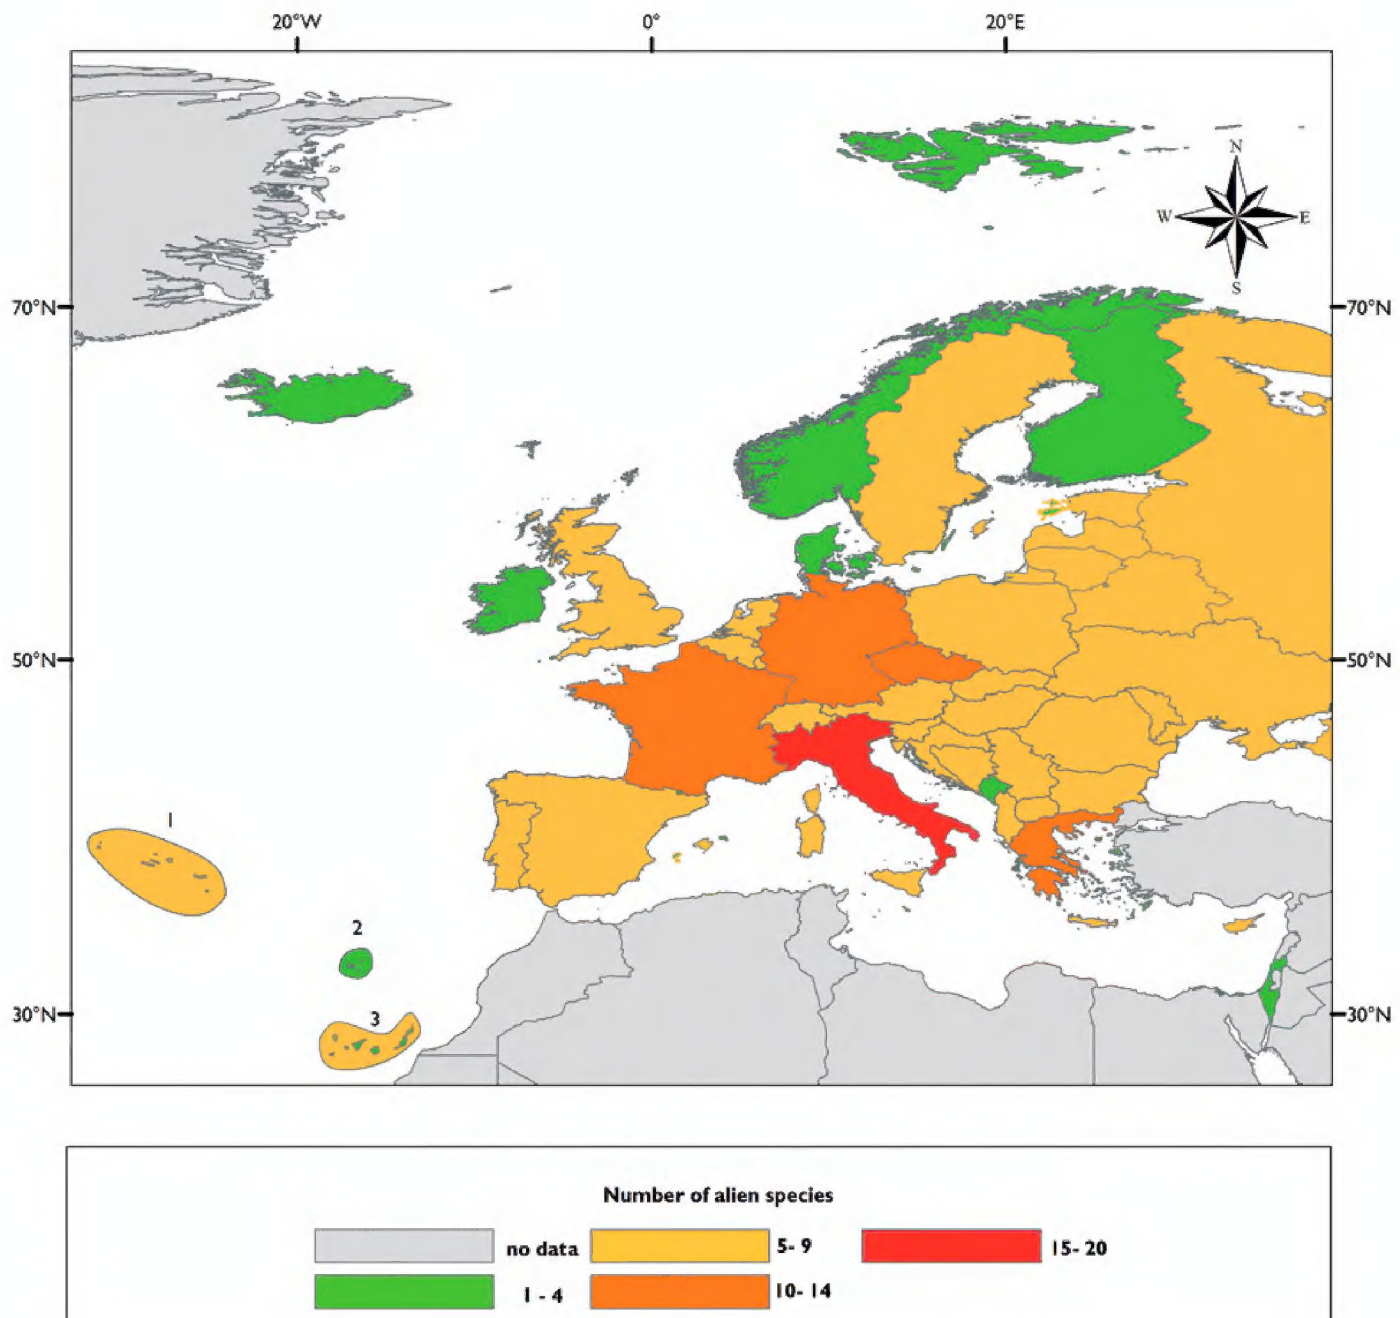 20°W 0° 20°E
N
W E
S
70°N 70°N
1
50°N 50°N
2
3
30°N 30°N
Number of alien species
no data 5- 9 15- 20
1 - 4 10- 14